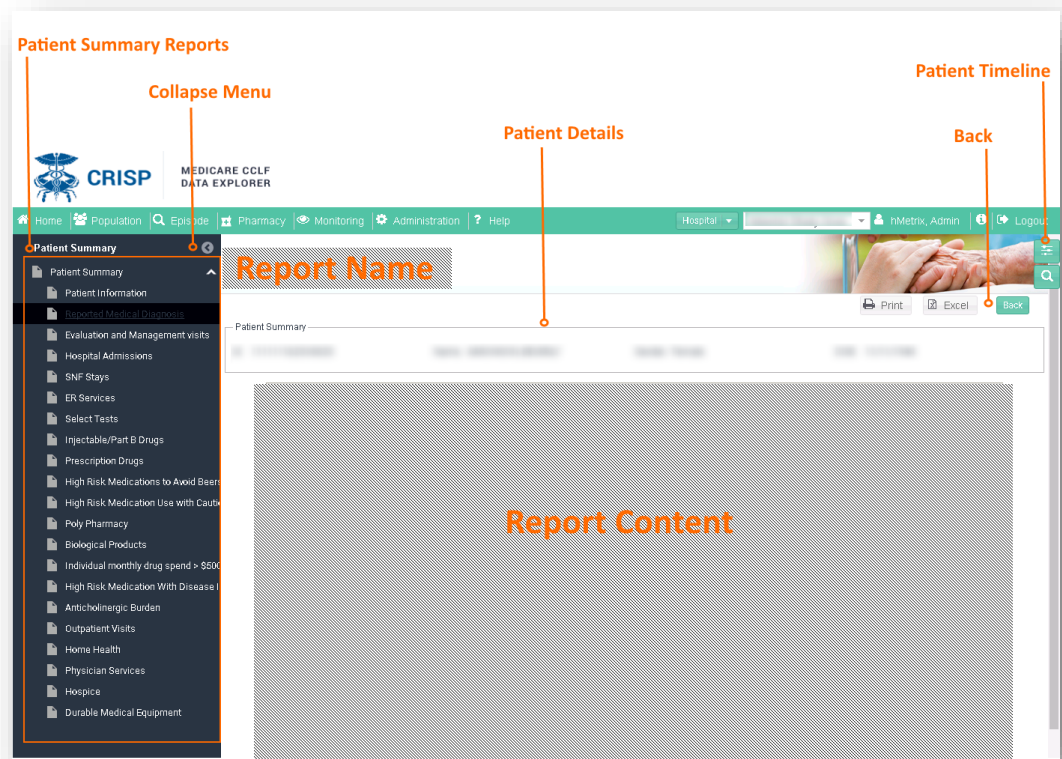 Patient Summary Reports
Patient Timeline
Collapse Menu
Patient Details
Back
CRISP
MEDICARE CCLF
DATA EXPLORER
Home Population Episode Pharmacy Monitoring Administration ? Help Hospital hMetrix, Admin Logout
Patient Summary
Report Name
Patient Summary
Patient Information
Reported Medical Diagnosis
Print Excel Back
Evaluation and Management visits
Patient Summary
Hospital Admissions
SNF Stays
ER Services
Select Tests
Injectable/Part B Drugs
Prescription Drugs
High Risk Medications to Avoid Beers
High Risk Medication Use with Cauti
Report Content
Poly Pharmacy
Biological Products
Individual monthly drug spend > $500
High Risk Medication With Disease I
Anticholinergic Burden
Outpatient Visits
Home Health
Physician Services
Hospice
Durable Medical Equipment